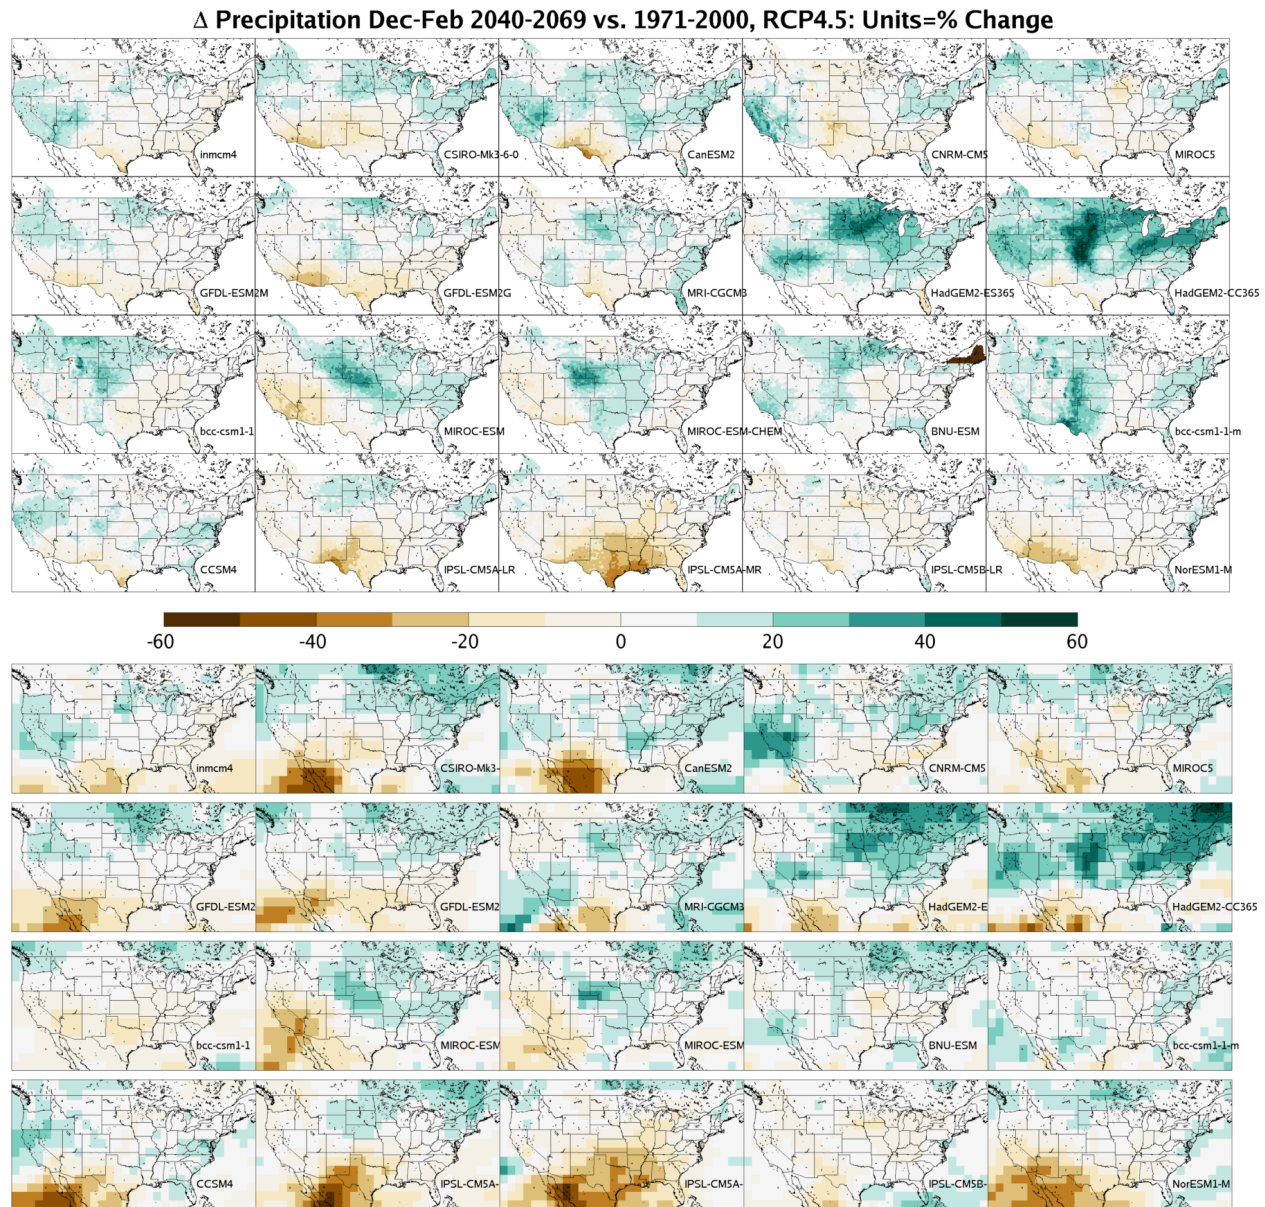 Δ Precipitation Dec-Feb 2040-2069 vs. 1971-2000, RCP4.5: Units=% Change
inmcm4 CSIRO-Mk3-6-0 CanESM2 CNRM-CM5 MIROC5
GFDL-ESM2M GFDL-ESM2G MRI-CGCM3 HadGEM2-ES365 HadGEM2-CC365
bcc-csm1-1 MIROC-ESM MIROC-ESM-CHEM BNU-ESM bcc-csm1-1-m
CCSM4 IPSL-CM5A-LR IPSL-CM5A-MR IPSL-CM5B-LR NorESM1-M
-60 -40 -20 0 20 40 60
inmcm4 CSIRO-Mk3- CanESM2 CNRM-CM5 MIROC5
GFDL-ESM2 GFDL-ESM2 MRI-CGCM3 HadGEM2-E HadGEM2-CC365
bcc-csm1-1 MIROC-ESM MIROC-ESM BNU-ESM bcc-csm1-1-m
CCSM4 IPSL-CM5A- IPSL-CM5A- IPSL-CM5B- NorESM1-M